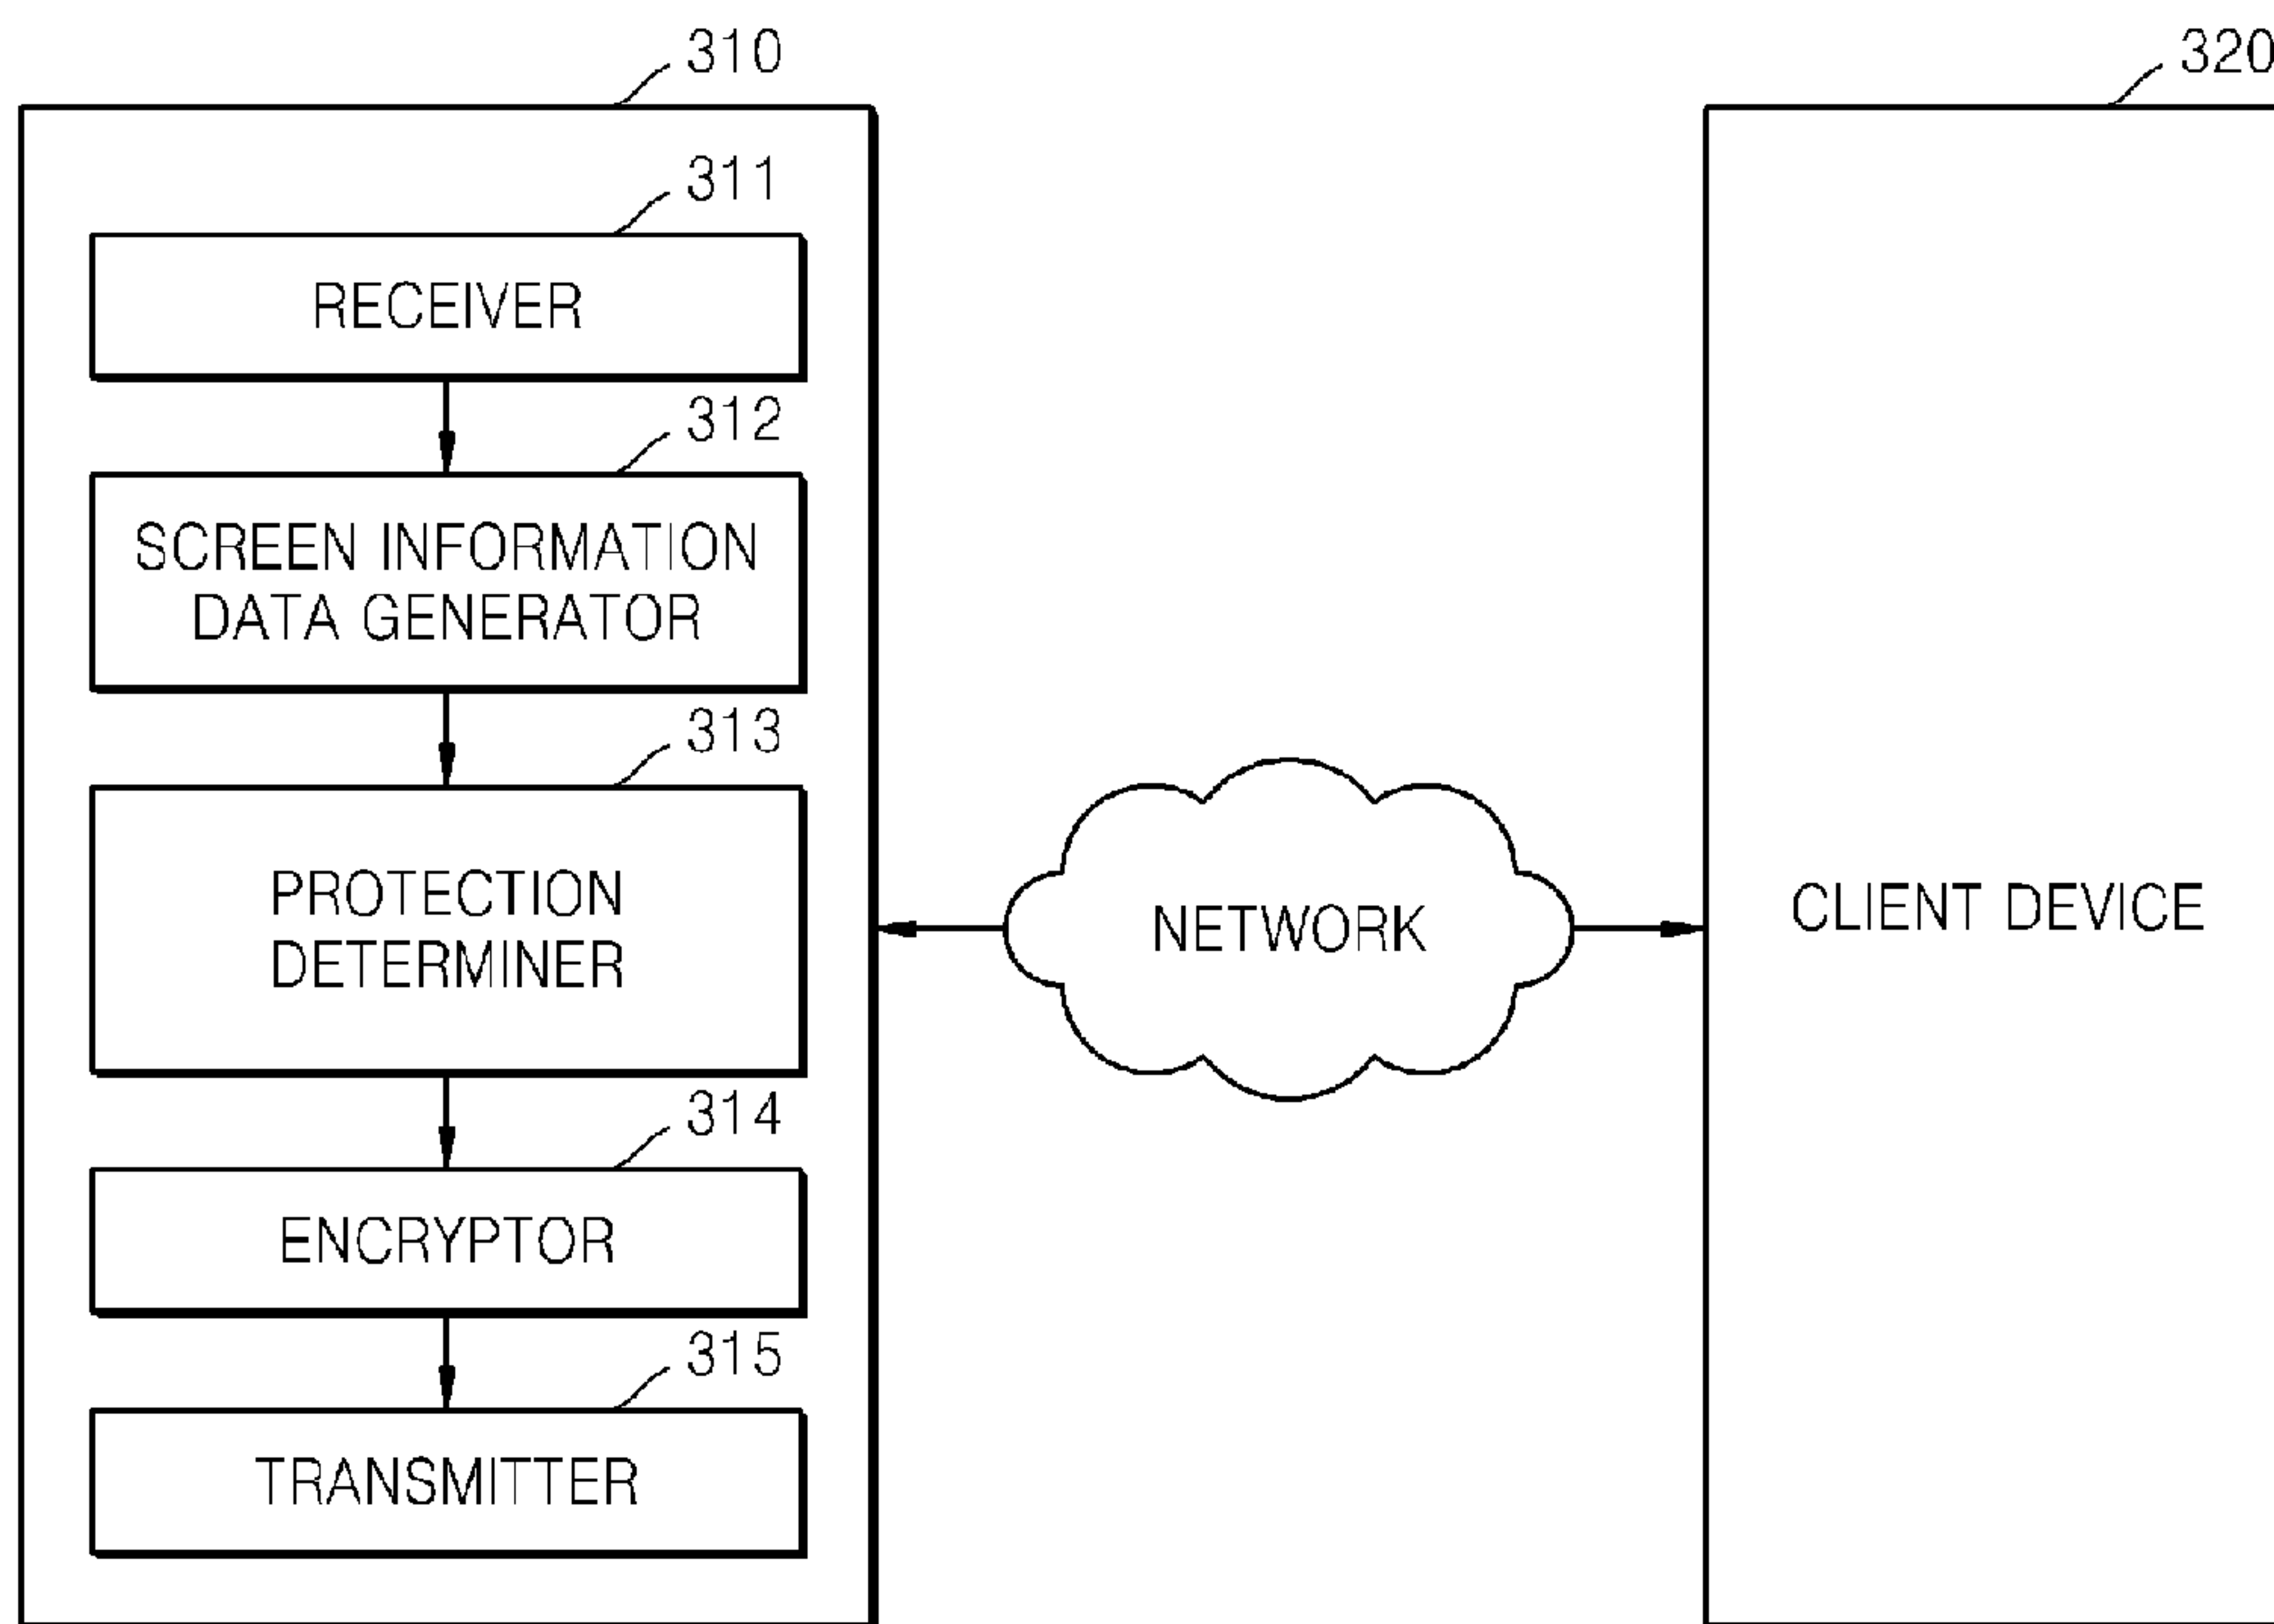 310
320
311
RECEIVER
312
SCREEN INFORMATION
DATA GENERATOR
313
PROTECTION
DETERMINER
NETWORK
CLIENT DEVICE
314
ENCRYPTOR
315
TRANSMITTER